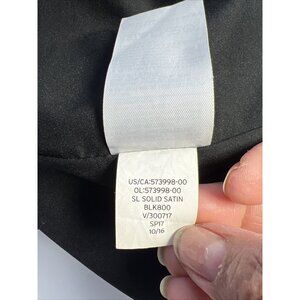 US/CA:573998-00
OL:573998-00
SL SOLID SATIN
BLK800
V/300717
SP17
10/16